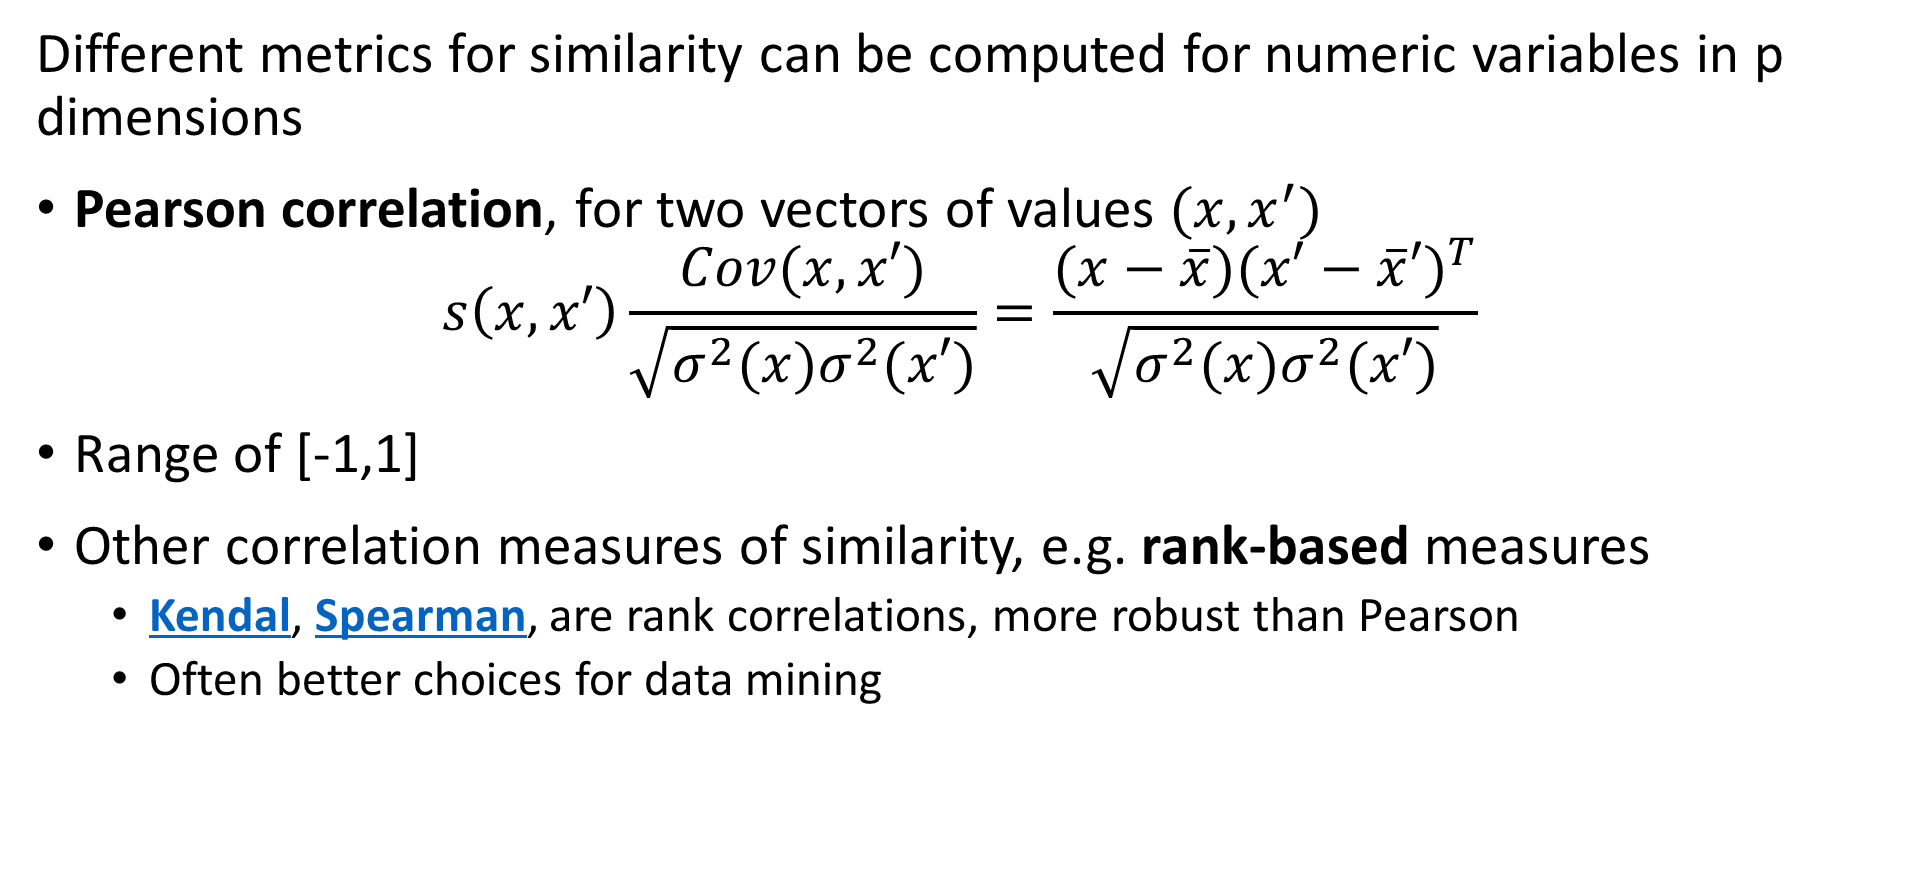 Different metrics for similarity can be computed for numeric variables in p
dimensions
• Pearson correlation, for two vectors of values (x, x′)
s(x, x′) Cov(x, x′) / √σ²(x)σ²(x′) = (x − x̄)(x′ − x̄′)ᵀ / √σ²(x)σ²(x′)
• Range of [-1,1]
• Other correlation measures of similarity, e.g. rank-based measures
• Kendal, Spearman, are rank correlations, more robust than Pearson
• Often better choices for data mining